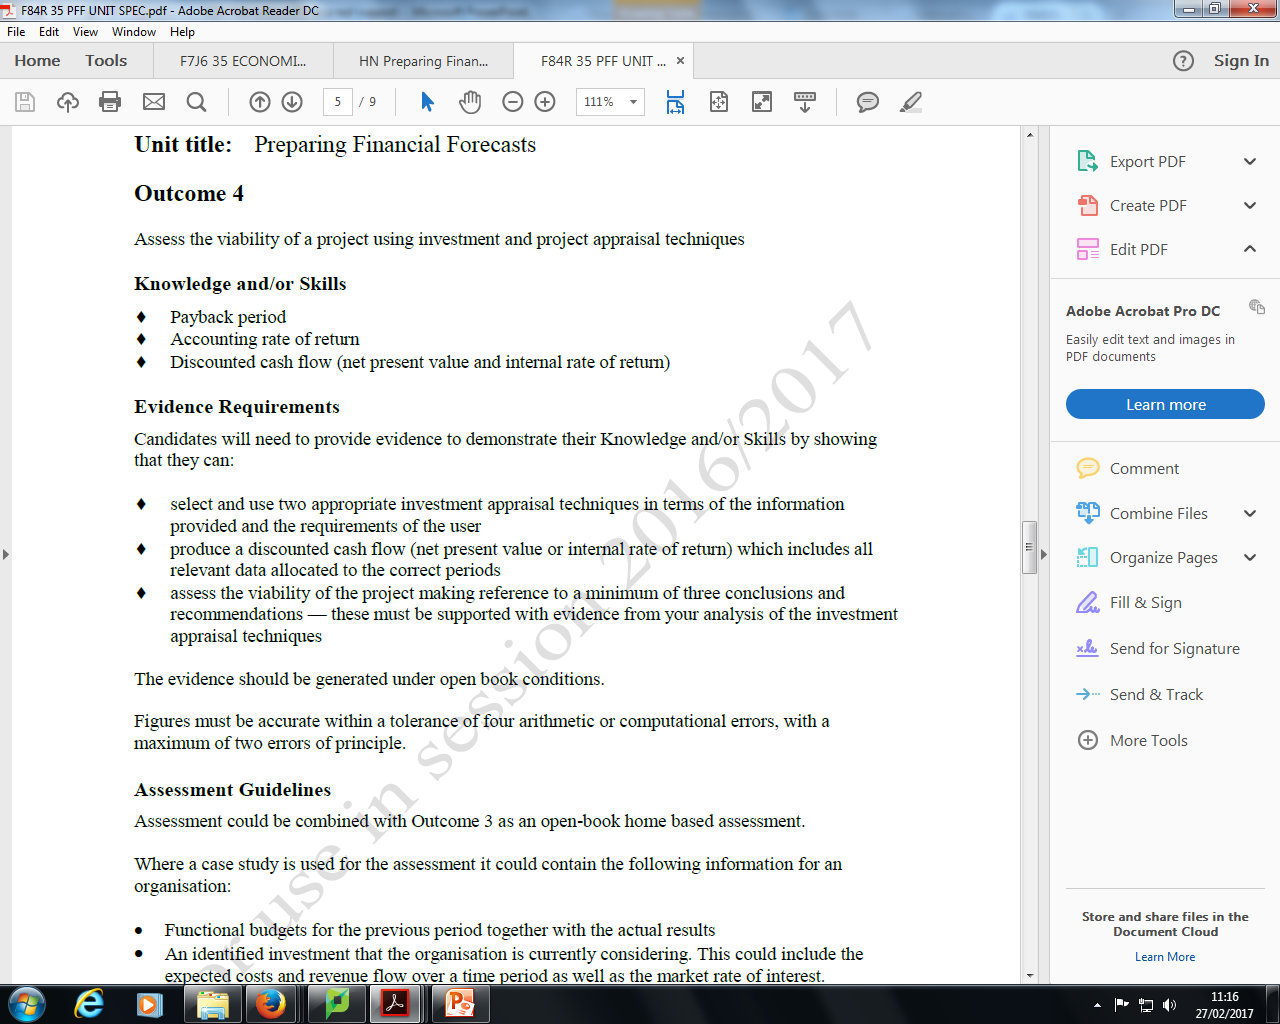 F84R 35 PFF UNIT SPEC.pdf - Adobe Acrobat Reader DC
File Edit View Window Help
Home Tools F7J6 35 ECONOMI... HN Preparing Finan... F84R 35 PFF UNIT ... × ? Sign In
5 / 9 111%
Unit title: Preparing Financial Forecasts
Outcome 4
Assess the viability of a project using investment and project appraisal techniques
Knowledge and/or Skills
♦ Payback period
♦ Accounting rate of return
♦ Discounted cash flow (net present value and internal rate of return)
Evidence Requirements
Candidates will need to provide evidence to demonstrate their Knowledge and/or Skills by showing
that they can:
♦ select and use two appropriate investment appraisal techniques in terms of the information
provided and the requirements of the user
♦ produce a discounted cash flow (net present value or internal rate of return) which includes all
relevant data allocated to the correct periods
♦ assess the viability of the project making reference to a minimum of three conclusions and
recommendations — these must be supported with evidence from your analysis of the investment
appraisal techniques
The evidence should be generated under open book conditions.
Figures must be accurate within a tolerance of four arithmetic or computational errors, with a
maximum of two errors of principle.
Assessment Guidelines
Assessment could be combined with Outcome 3 as an open-book home based assessment.
Where a case study is used for the assessment it could contain the following information for an
organisation:
• Functional budgets for the previous period together with the actual results
• An identified investment that the organisation is currently considering. This could include the
expected costs and revenue flow over a time period as well as the market rate of interest.
or use in session 2016/2017
Export PDF
Create PDF
Edit PDF
Adobe Acrobat Pro DC
Easily edit text and images in
PDF documents
Learn more
Comment
Combine Files
Organize Pages
Fill & Sign
Send for Signature
Send & Track
More Tools
Store and share files in the
Document Cloud
Learn More
11:16
27/02/2017